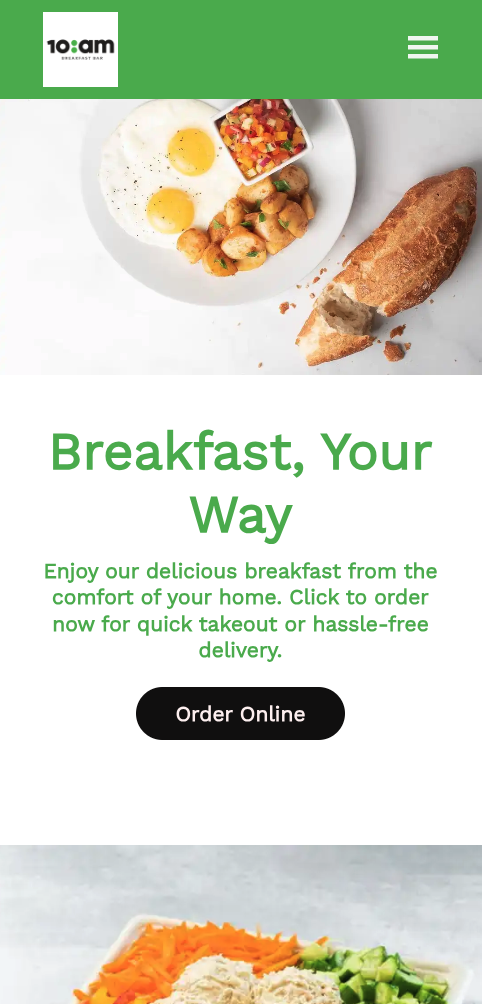 10:am
BREAKFAST BAR
Breakfast, Your
Way
Enjoy our delicious breakfast from the
comfort of your home. Click to order
now for quick takeout or hassle-free
delivery.
Order Online